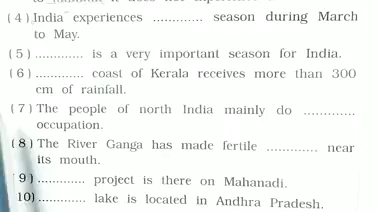 ( 4 ) India experiences ............. season during March
to May.
( 5 ) ............. is a very important season for India.
( 6 ) ............. coast of Kerala receives more than 300
cm of rainfall.
( 7 ) The people of north India mainly do .............
occupation.
( 8 ) The River Ganga has made fertile ............. near
its mouth.
9 ) ............. project is there on Mahanadi.
10) ............. lake is located in Andhra Pradesh.